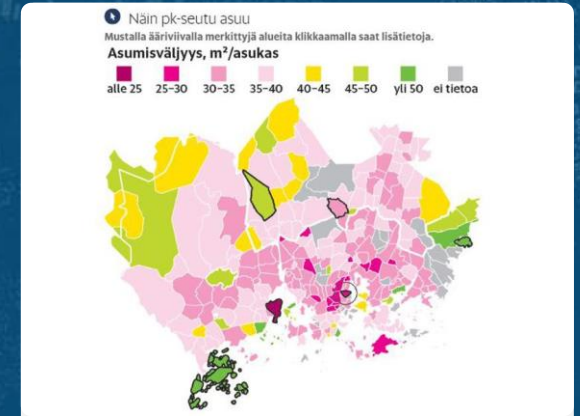 Näin pk-seutu asuu
Mustalla ääriviivalla merkittyjä alueita klikkaamalla saat lisätietoja.
Asumisväljyys, m²/asukas
alle 25 25–30 30–35 35–40 40–45 45–50 yli 50 ei tietoa